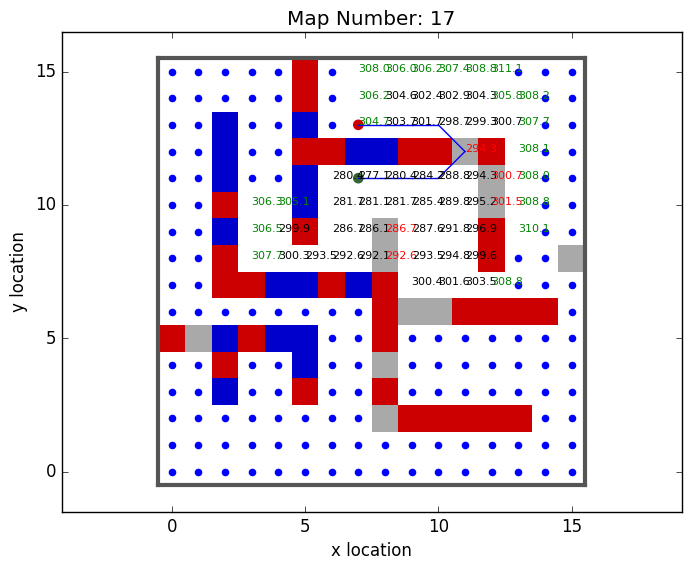 Map Number: 17
15
308.0 306.0 306.2 307.4 308.8 311.1
306.2 304.6 302.4 302.9 304.3 305.8 308.2
304.7 303.7 301.7 298.7 299.3 300.7 307.7
308.1
280.4 277.1 280.4 284.2 288.8 294.3 300.7
10
306.3 305.1 281.7 281.1 281.7 285.4 289.8 295.2 301.5 308.8
306.5 299.9 286.7 286.1 286.7 287.6 291.8 296.9 310.1
307.7 300.3 293.5 292.6 292.1 292.6 293.5 294.8 299.6
300.4 301.6 303.5 308.8
5
0
y location
0 5 10 15
x location